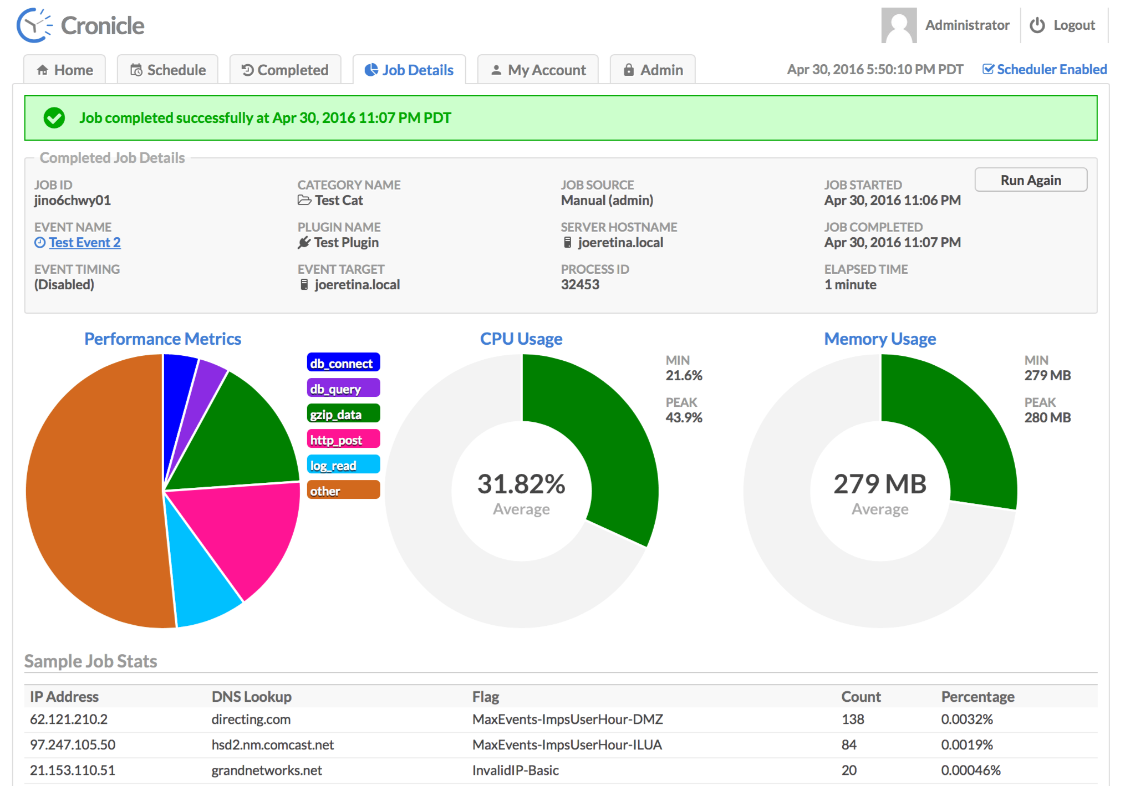 Cronicle
Administrator
Logout
Home
Schedule
Completed
Job Details
My Account
Admin
Apr 30, 2016 5:50:10 PM PDT
Scheduler Enabled
Job completed successfully at Apr 30, 2016 11:07 PM PDT
Completed Job Details
JOB ID
jino6chwy01
CATEGORY NAME
Test Cat
JOB SOURCE
Manual (admin)
JOB STARTED
Apr 30, 2016 11:06 PM
Run Again
EVENT NAME
Test Event 2
PLUGIN NAME
Test Plugin
SERVER HOSTNAME
joeretina.local
JOB COMPLETED
Apr 30, 2016 11:07 PM
EVENT TIMING
(Disabled)
EVENT TARGET
joeretina.local
PROCESS ID
32453
ELAPSED TIME
1 minute
Performance Metrics
db_connect
db_query
gzip_data
http_post
log_read
other
CPU Usage
31.82%
Average
MIN
21.6%
PEAK
43.9%
Memory Usage
279 MB
Average
MIN
279 MB
PEAK
280 MB
Sample Job Stats
IP Address DNS Lookup Flag Count Percentage
62.121.210.2 directing.com MaxEvents-ImpsUserHour-DMZ 138 0.0032%
97.247.105.50 hsd2.nm.comcast.net MaxEvents-ImpsUserHour-ILUA 84 0.0019%
21.153.110.51 grandnetworks.net InvalidIP-Basic 20 0.00046%